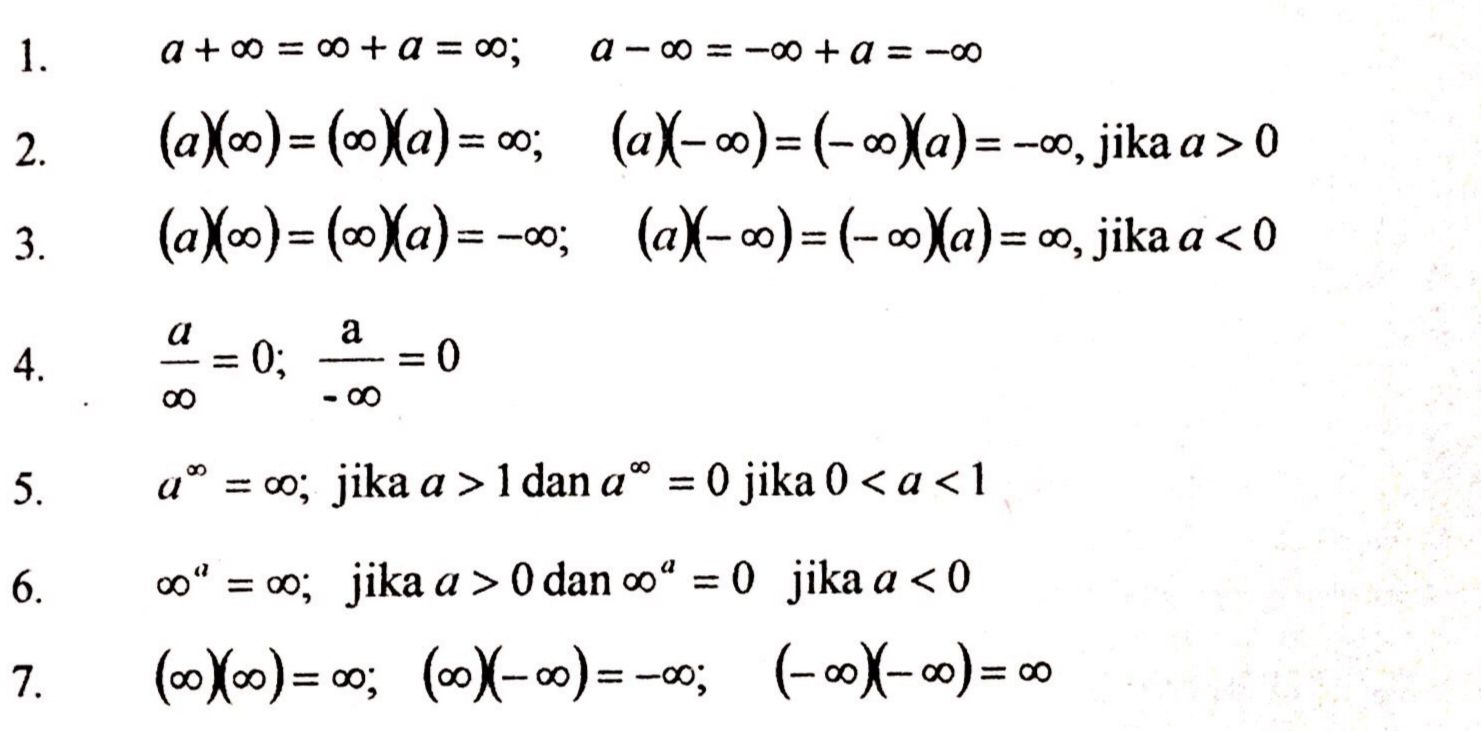 1. a + ∞ = ∞ + a = ∞; a − ∞ = −∞ + a = −∞
2. (a)(∞) = (∞)(a) = ∞; (a)(− ∞) = (− ∞)(a) = −∞, jika a > 0
3. (a)(∞) = (∞)(a) = −∞; (a)(− ∞) = (− ∞)(a) = ∞, jika a < 0
4. a/∞ = 0; a/- ∞ = 0
5. a^∞ = ∞; jika a > 1 dan a^∞ = 0 jika 0 < a < 1
6. ∞^a = ∞; jika a > 0 dan ∞^a = 0 jika a < 0
7. (∞)(∞) = ∞; (∞)(− ∞) = −∞; (− ∞)(− ∞) = ∞